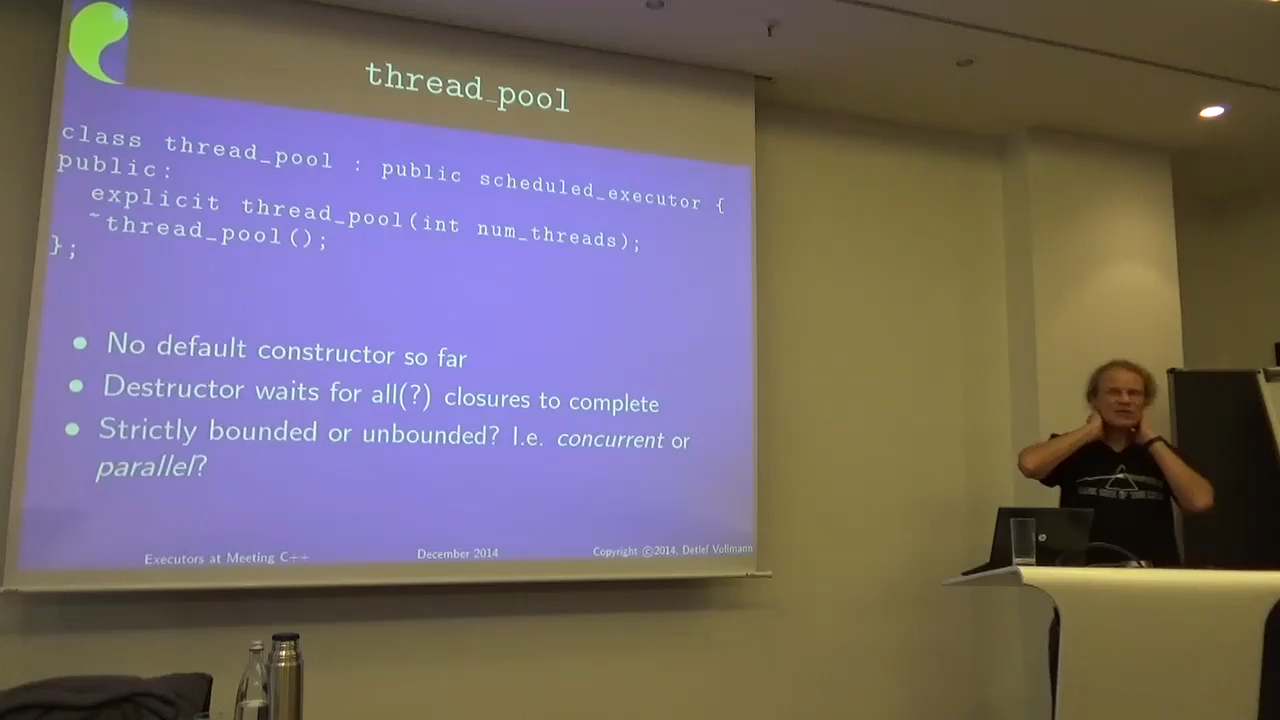 thread_pool
class thread_pool : public scheduled_executor {
public:
explicit thread_pool(int num_threads);
~thread_pool();
};
• No default constructor so far
• Destructor waits for all(?) closures to complete
• Strictly bounded or unbounded? I.e. concurrent or
parallel?
Executors at Meeting C++
December 2014
Copyright ©2014, Detlef Vollmann